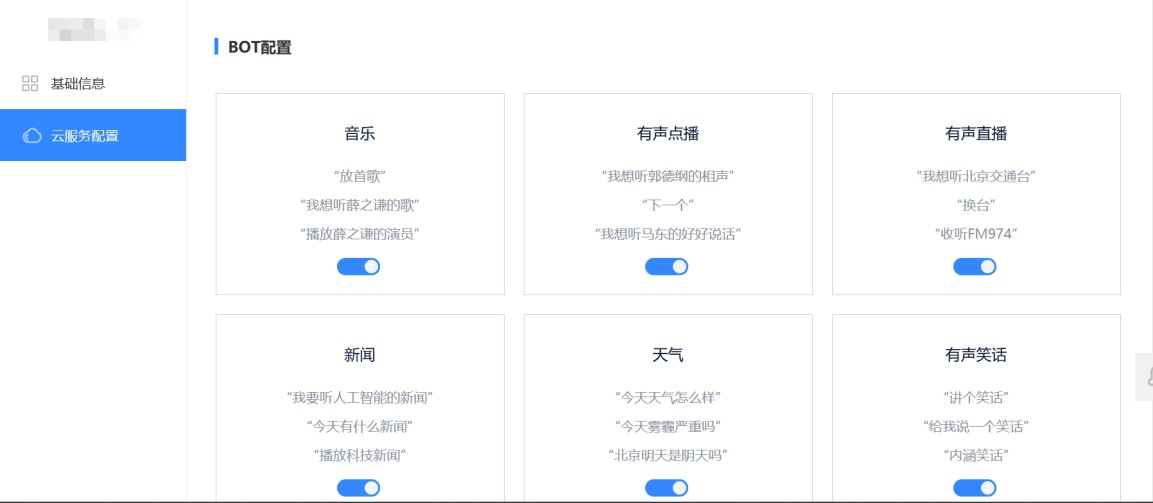 基础信息
云服务配置
BOT配置
音乐
“放首歌”
“我想听薛之谦的歌”
“播放薛之谦的演员”
有声点播
“我想听郭德纲的相声”
“下一个”
“我想听马东的好好说话”
有声直播
“我想听北京交通台”
“换台”
“收听FM974”
新闻
“我要听人工智能的新闻”
“今天有什么新闻”
“播放科技新闻”
天气
“今天天气怎么样”
“今天雾霾严重吗”
“北京明天是阴天吗”
有声笑话
“讲个笑话”
“给我说一个笑话”
“内涵笑话”